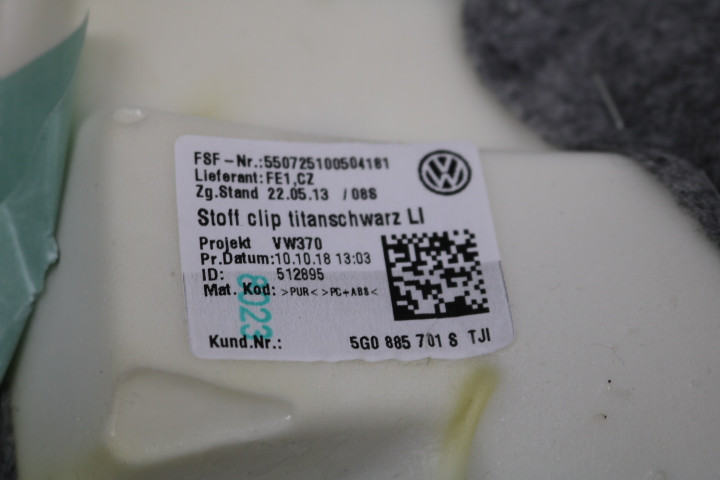 FSF-Nr.:550725100504181
Lieferant:FE1,CZ
Zg.Stand 22.05.13 /08S
Stoff clip titanschwarz LI
Projekt VW370
Pr.Datum:10.10.18 13:03
ID: 512895
Mat. Kod: >PUR< >PC+ABS<
8023
Kund.Nr.: 5G0 885 701 S TJI